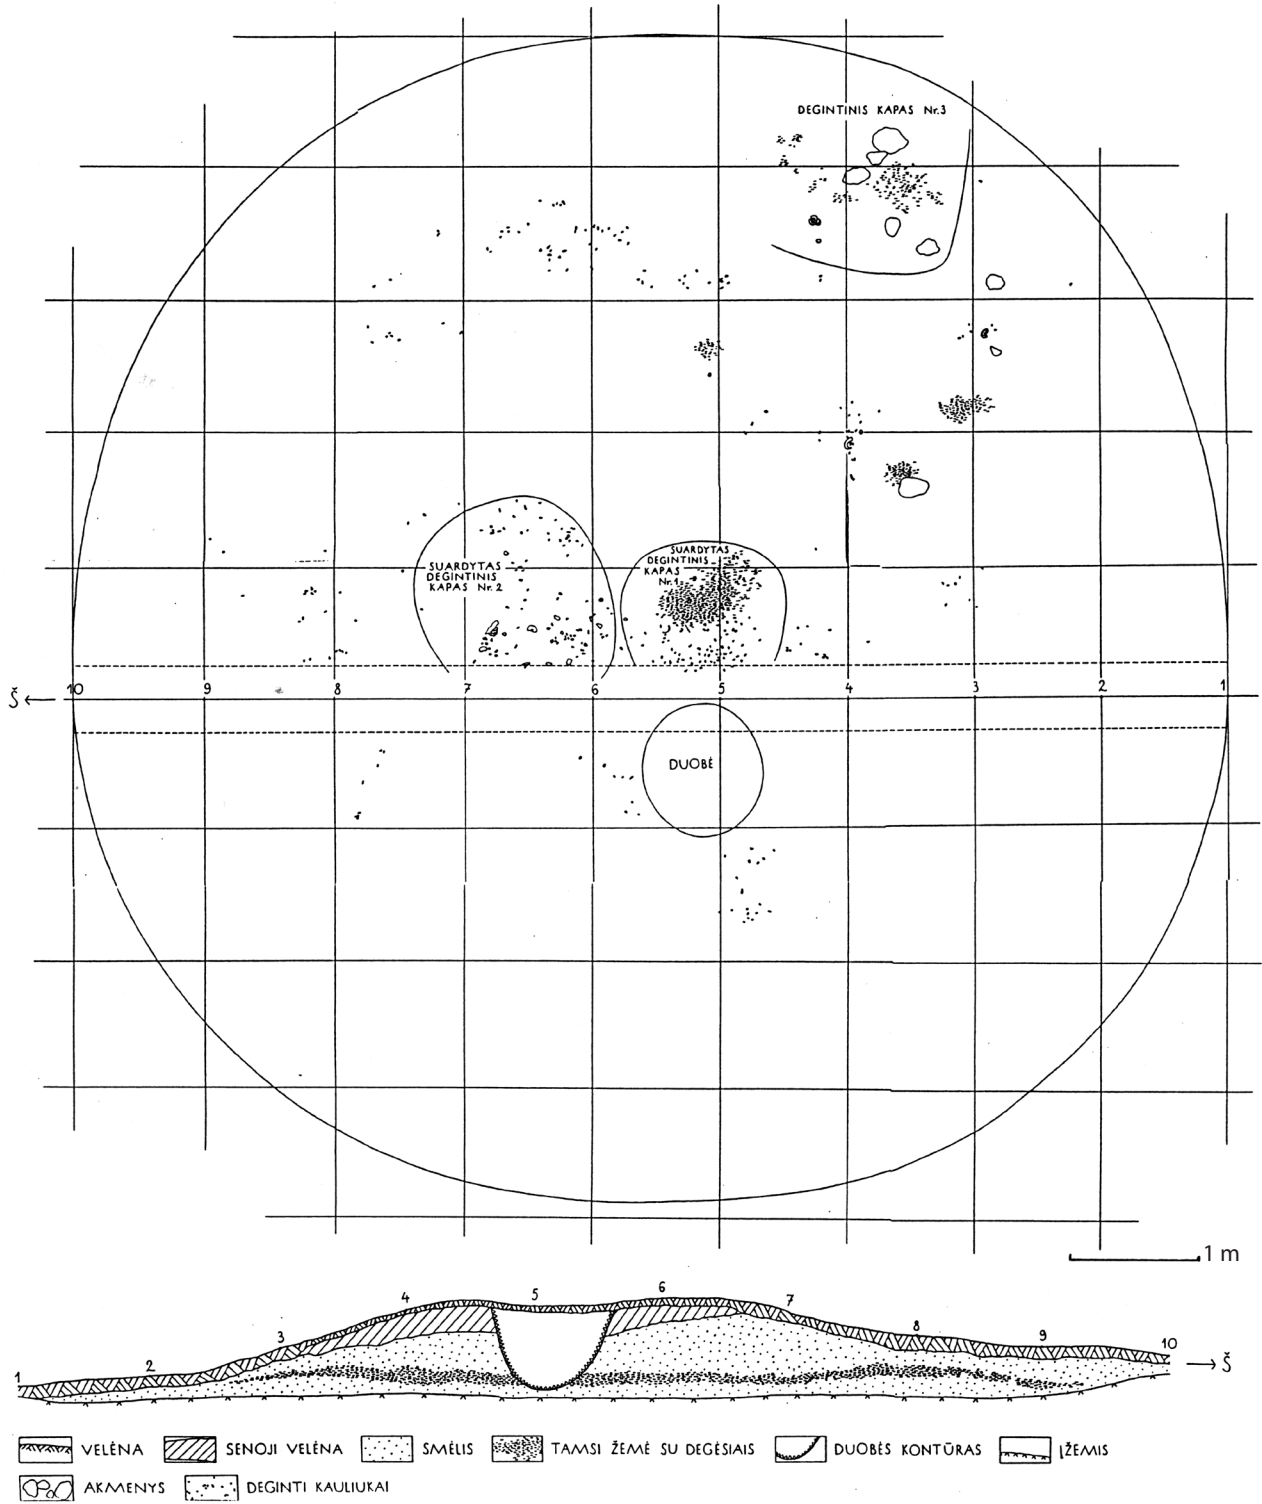 DEGINTINIS KAPAS Nr.3
SUARDYTAS
DEGINTINIS
KAPAS
Nr.1
SUARDYTAS
DEGINTINIS
KAPAS Nr.2
Š 10 9 8 7 6 5 4 3 2 1
DUOBĖ
1 m
1 2 3 4 5 6 7 8 9 10 Š
VELĖNA SENOJI VELĖNA SMĖLIS TAMSI ŽEMĖ SU DEGĖSIAIS DUOBĖS KONTŪRAS ĮŽEMIS
AKMENYS DEGINTI KAULIUKAI